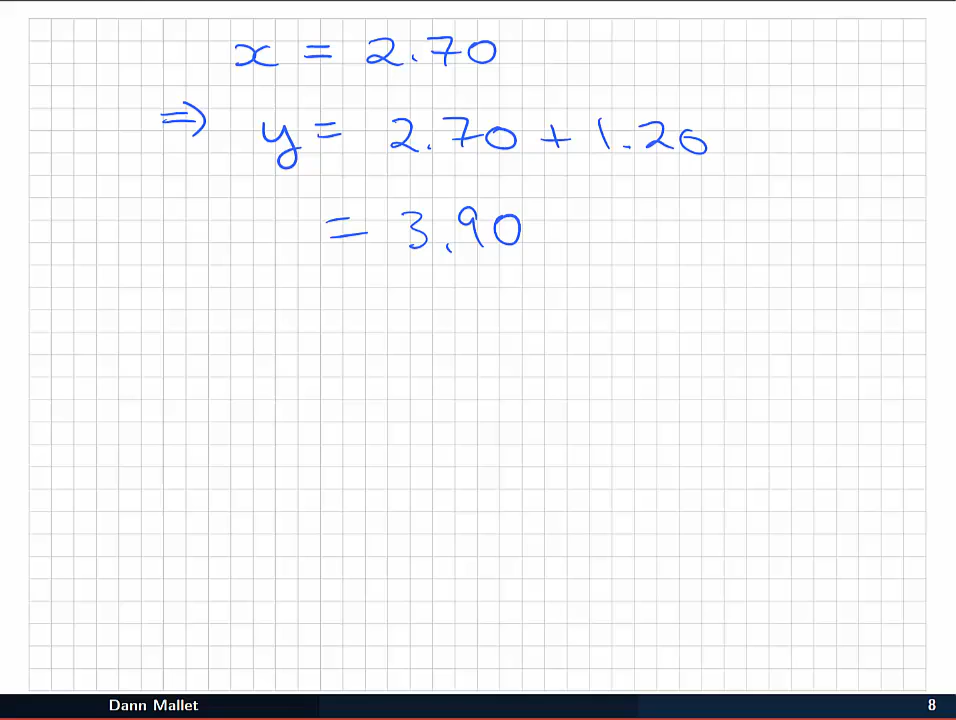 x = 2.70
⇒ y = 2.70 + 1.20
= 3.90
Dann Mallet 8